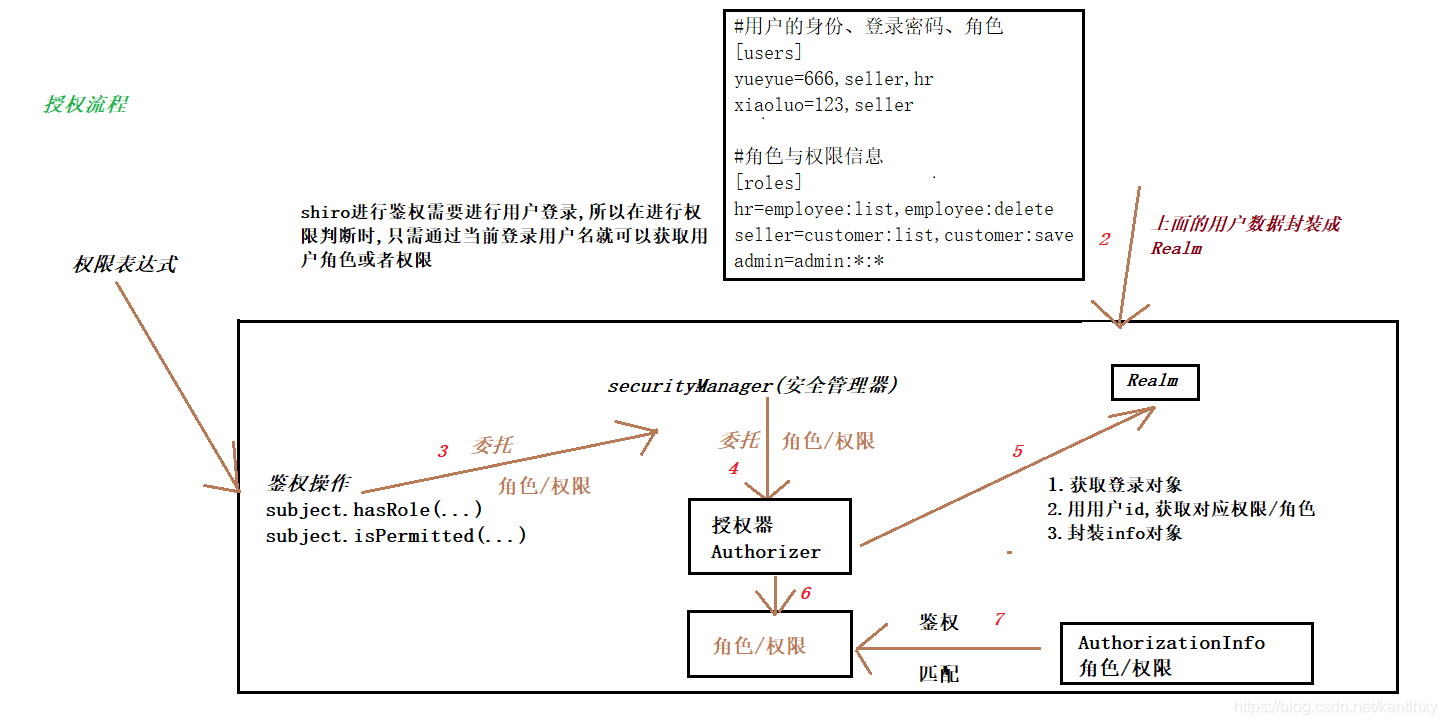 授权流程
#用户的身份、登录密码、角色
[users]
yueyue=666,seller,hr
xiaoluo=123,seller
#角色与权限信息
[roles]
hr=employee:list,employee:delete
seller=customer:list,customer:save
admin=admin:*:*
shiro进行鉴权需要进行用户登录,所以在进行权
限判断时,只需通过当前登录用户名就可以获取用
户角色或者权限
权限表达式
2
上面的用户数据封装成
Realm
securityManager(安全管理器)
Realm
3
委托
角色/权限
委托
角色/权限
4
5
鉴权操作
subject.hasRole(...)
subject.isPermitted(...)
授权器
Authorizer
1.获取登录对象
2.用用户id,获取对应权限/角色
3.封装info对象
6
角色/权限
鉴权
7
匹配
AuthorizationInfo
角色/权限
https://blog.csdn.net/kentlhxy